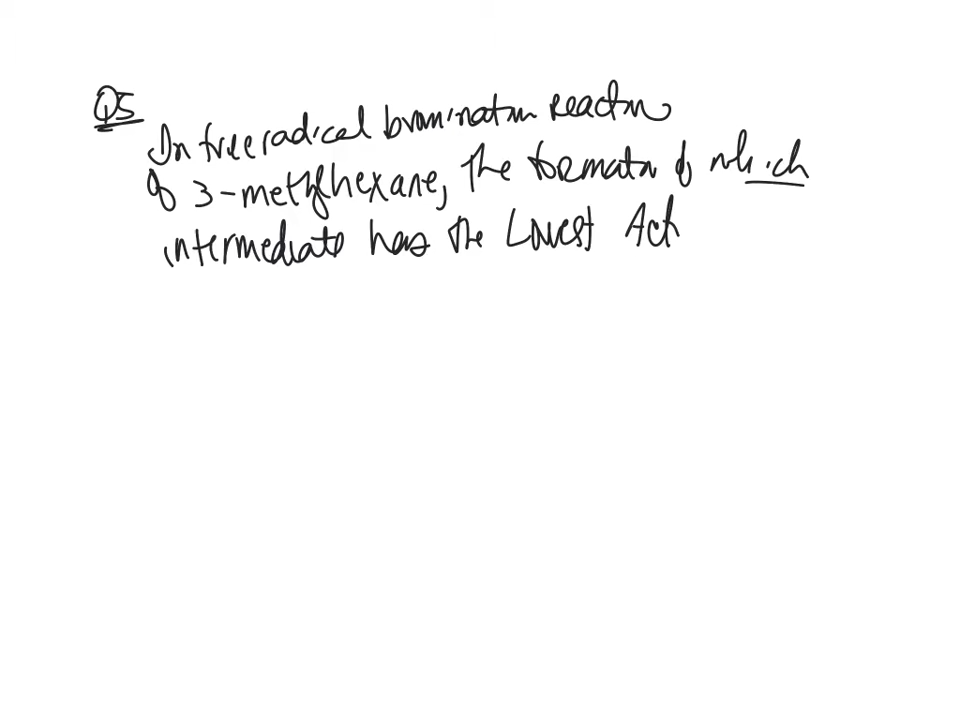 Q5
In free radical bromination reaction
of 3-methylhexane, the formation of which
intermediate has the Lowest Act